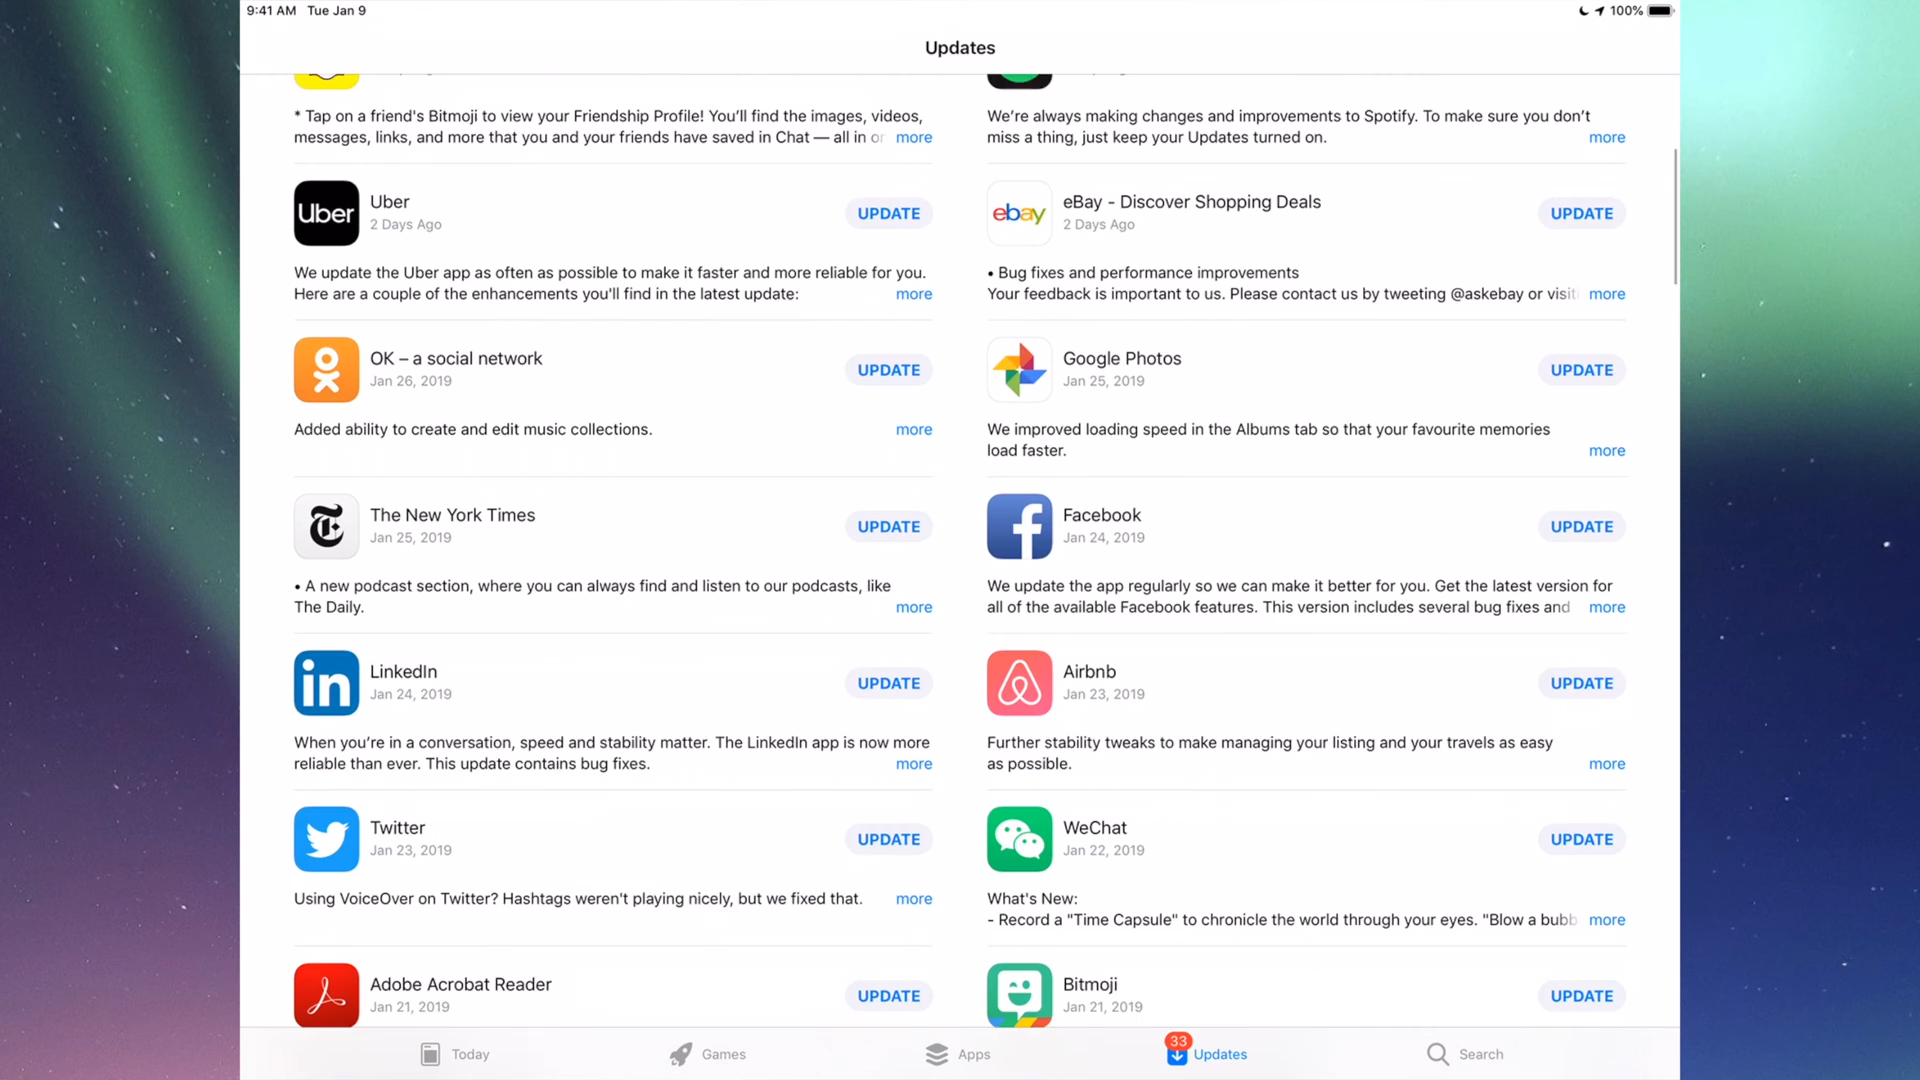 9:41 AM Tue Jan 9
100%
Updates
* Tap on a friend's Bitmoji to view your Friendship Profile! You'll find the images, videos,
messages, links, and more that you and your friends have saved in Chat — all in or more
We're always making changes and improvements to Spotify. To make sure you don't
miss a thing, just keep your Updates turned on. more
Uber
Uber
2 Days Ago
UPDATE
We update the Uber app as often as possible to make it faster and more reliable for you.
Here are a couple of the enhancements you'll find in the latest update: more
ebay
eBay - Discover Shopping Deals
2 Days Ago
UPDATE
• Bug fixes and performance improvements
Your feedback is important to us. Please contact us by tweeting @askebay or visit more
OK – a social network
Jan 26, 2019
UPDATE
Added ability to create and edit music collections. more
Google Photos
Jan 25, 2019
UPDATE
We improved loading speed in the Albums tab so that your favourite memories
load faster. more
The New York Times
Jan 25, 2019
UPDATE
• A new podcast section, where you can always find and listen to our podcasts, like
The Daily. more
Facebook
Jan 24, 2019
UPDATE
We update the app regularly so we can make it better for you. Get the latest version for
all of the available Facebook features. This version includes several bug fixes and more
in
LinkedIn
Jan 24, 2019
UPDATE
When you're in a conversation, speed and stability matter. The LinkedIn app is now more
reliable than ever. This update contains bug fixes. more
Airbnb
Jan 23, 2019
UPDATE
Further stability tweaks to make managing your listing and your travels as easy
as possible. more
Twitter
Jan 23, 2019
UPDATE
Using VoiceOver on Twitter? Hashtags weren't playing nicely, but we fixed that. more
WeChat
Jan 22, 2019
UPDATE
What's New:
- Record a "Time Capsule" to chronicle the world through your eyes. "Blow a bubb more
Adobe Acrobat Reader
Jan 21, 2019
UPDATE
Bitmoji
Jan 21, 2019
UPDATE
Today
Games
Apps
33
Updates
Search